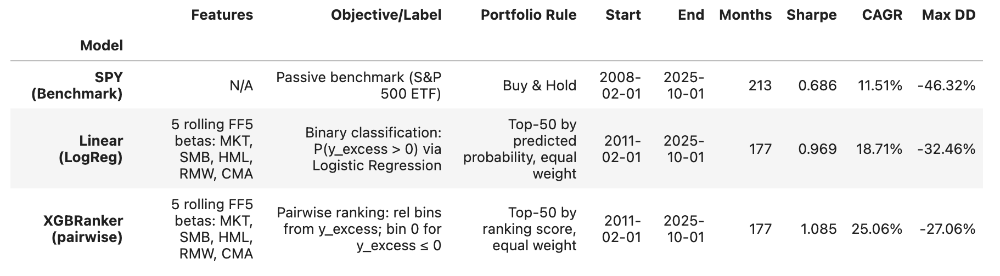 Features Objective/Label Portfolio Rule Start End Months Sharpe CAGR Max DD
Model
SPY (Benchmark) N/A Passive benchmark (S&P 500 ETF) Buy & Hold 2008-02-01 2025-10-01 213 0.686 11.51% -46.32%
Linear (LogReg) 5 rolling FF5 betas: MKT, SMB, HML, RMW, CMA Binary classification: P(y_excess > 0) via Logistic Regression Top-50 by predicted probability, equal weight 2011-02-01 2025-10-01 177 0.969 18.71% -32.46%
XGBRanker (pairwise) 5 rolling FF5 betas: MKT, SMB, HML, RMW, CMA Pairwise ranking: rel bins from y_excess; bin 0 for y_excess ≤ 0 Top-50 by ranking score, equal weight 2011-02-01 2025-10-01 177 1.085 25.06% -27.06%